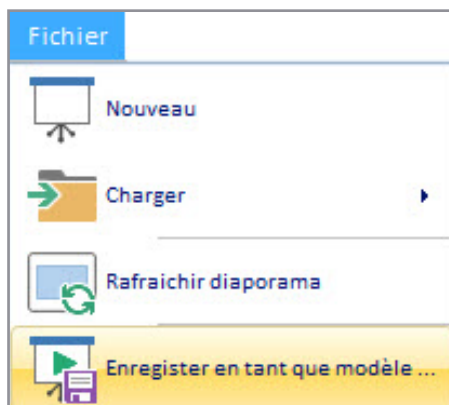 Fichier
Nouveau
Charger
Rafraichir diaporama
Enregister en tant que modèle ...